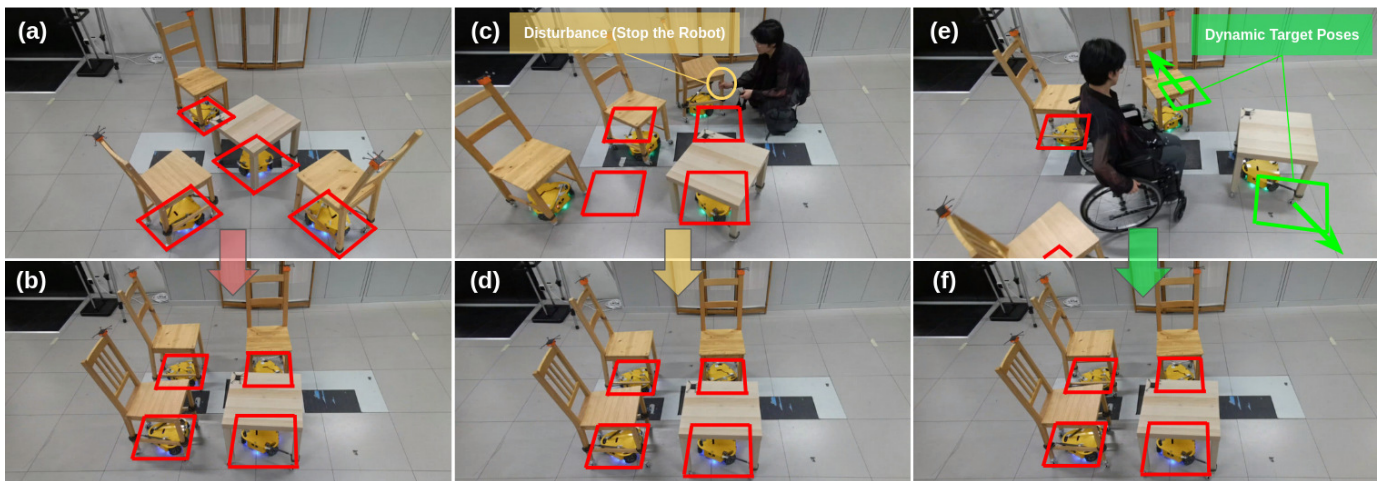 (a)
(c)
Disturbance (Stop the Robot)
(e)
Dynamic Target Poses
(b)
(d)
(f)